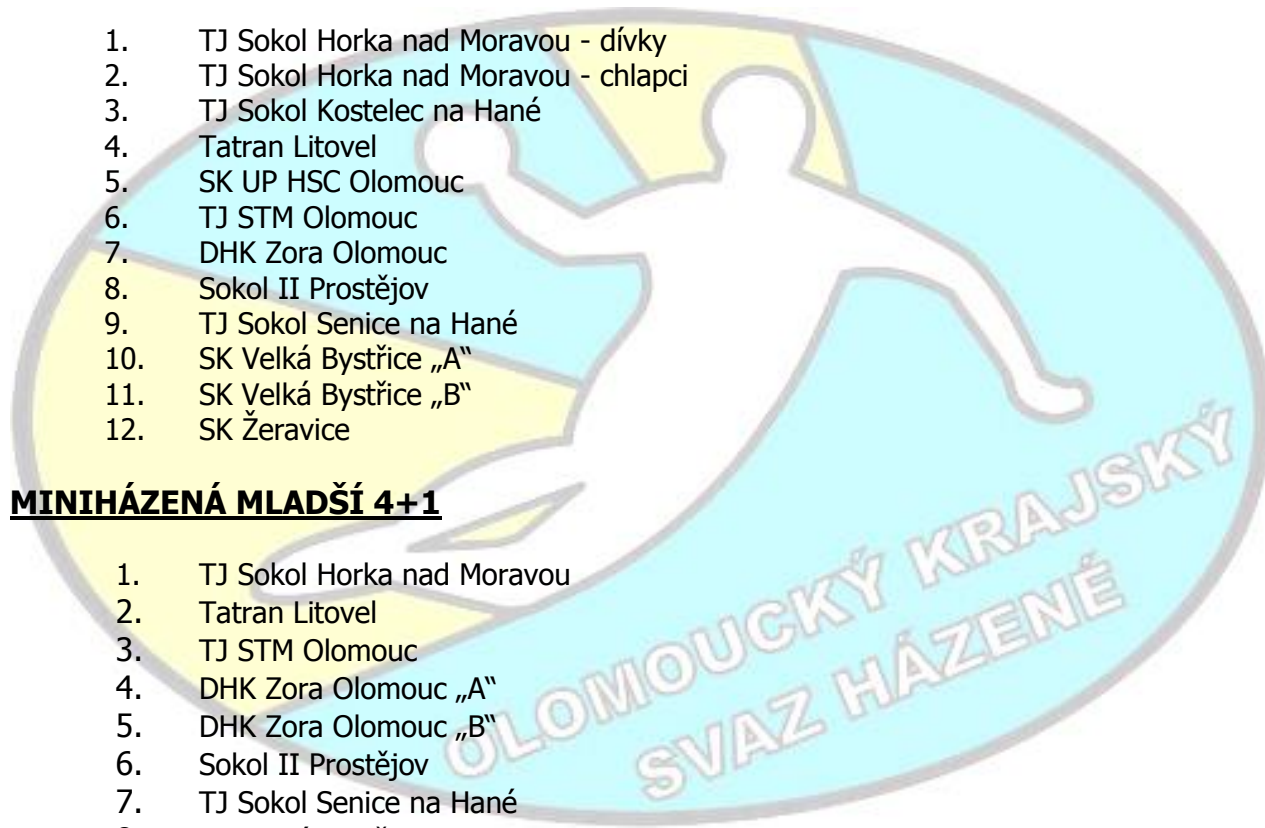 1. TJ Sokol Horka nad Moravou - dívky
2. TJ Sokol Horka nad Moravou - chlapci
3. TJ Sokol Kostelec na Hané
4. Tatran Litovel
5. SK UP HSC Olomouc
6. TJ STM Olomouc
7. DHK Zora Olomouc
8. Sokol II Prostějov
9. TJ Sokol Senice na Hané
10. SK Velká Bystřice „A“
11. SK Velká Bystřice „B“
12. SK Žeravice
MINIHÁZENÁ MLADŠÍ 4+1
1. TJ Sokol Horka nad Moravou
2. Tatran Litovel
3. TJ STM Olomouc
4. DHK Zora Olomouc „A“
5. DHK Zora Olomouc „B“
6. Sokol II Prostějov
7. TJ Sokol Senice na Hané
OLOMOUCKÝ KRAJSKÝ
SVAZ HÁZENÉ